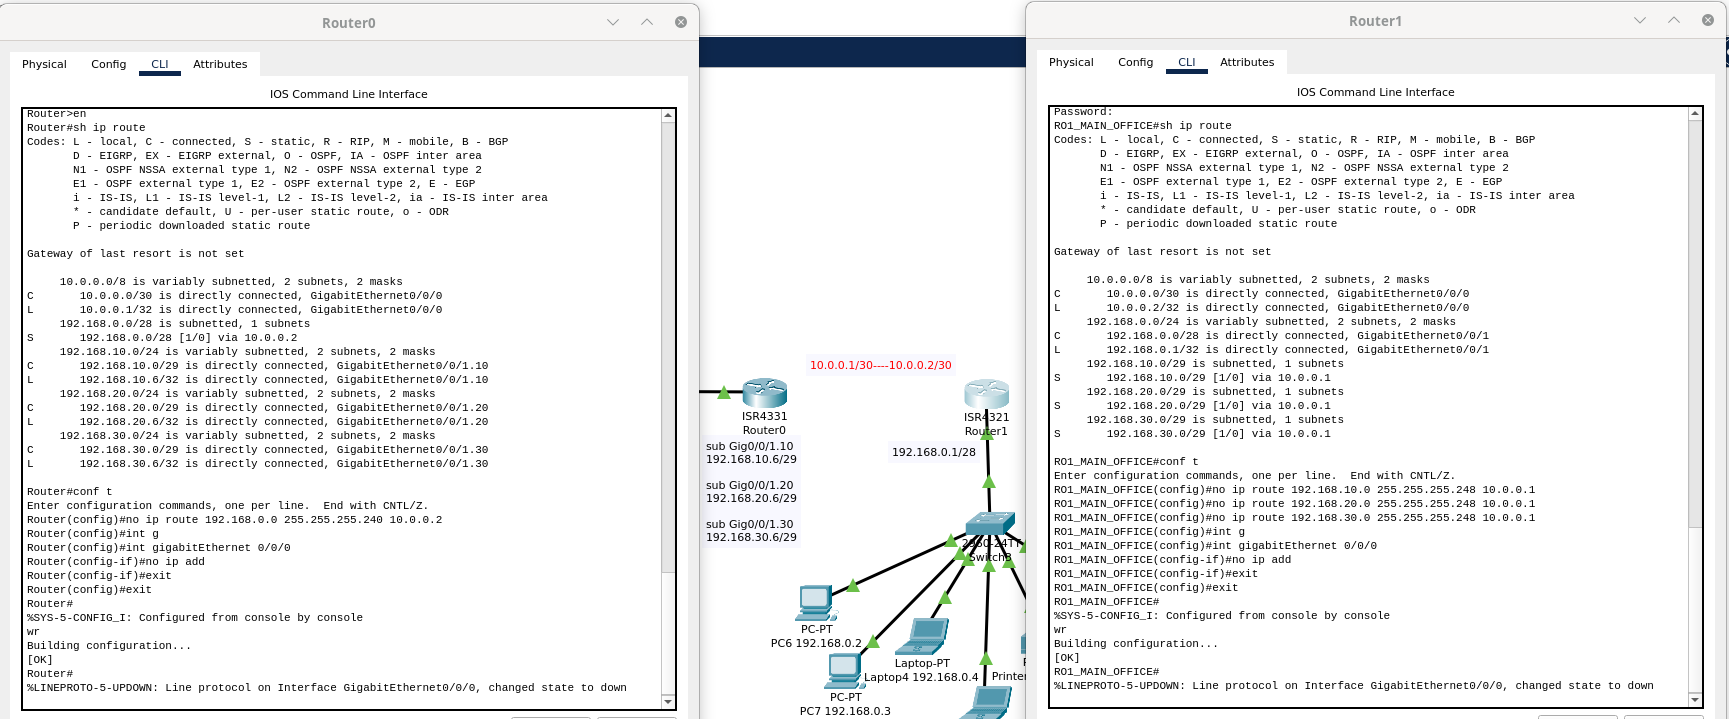 Router0
Physical
Config
CLI
Attributes
IOS Command Line Interface
Router>en
Router#sh ip route
Codes: L - local, C - connected, S - static, R - RIP, M - mobile, B - BGP
D - EIGRP, EX - EIGRP external, O - OSPF, IA - OSPF inter area
N1 - OSPF NSSA external type 1, N2 - OSPF NSSA external type 2
E1 - OSPF external type 1, E2 - OSPF external type 2, E - EGP
i - IS-IS, L1 - IS-IS level-1, L2 - IS-IS level-2, ia - IS-IS inter area
* - candidate default, U - per-user static route, o - ODR
P - periodic downloaded static route
Gateway of last resort is not set
10.0.0.0/8 is variably subnetted, 2 subnets, 2 masks
C 10.0.0.0/30 is directly connected, GigabitEthernet0/0/0
L 10.0.0.1/32 is directly connected, GigabitEthernet0/0/0
192.168.0.0/28 is subnetted, 1 subnets
S 192.168.0.0/28 [1/0] via 10.0.0.2
192.168.10.0/24 is variably subnetted, 2 subnets, 2 masks
C 192.168.10.0/29 is directly connected, GigabitEthernet0/0/1.10
L 192.168.10.6/32 is directly connected, GigabitEthernet0/0/1.10
192.168.20.0/24 is variably subnetted, 2 subnets, 2 masks
C 192.168.20.0/29 is directly connected, GigabitEthernet0/0/1.20
L 192.168.20.6/32 is directly connected, GigabitEthernet0/0/1.20
192.168.30.0/24 is variably subnetted, 2 subnets, 2 masks
C 192.168.30.0/29 is directly connected, GigabitEthernet0/0/1.30
L 192.168.30.6/32 is directly connected, GigabitEthernet0/0/1.30
Router#conf t
Enter configuration commands, one per line. End with CNTL/Z.
Router(config)#no ip route 192.168.0.0 255.255.255.240 10.0.0.2
Router(config)#int g
Router(config)#int gigabitEthernet 0/0/0
Router(config-if)#no ip add
Router(config-if)#exit
Router(config)#exit
Router#
%SYS-5-CONFIG_I: Configured from console by console
wr
Building configuration...
[OK]
Router#
%LINEPROTO-5-UPDOWN: Line protocol on Interface GigabitEthernet0/0/0, changed state to down
10.0.0.1/30----10.0.0.2/30
ISR4331
Router0
sub Gig0/0/1.10
192.168.10.6/29
sub Gig0/0/1.20
192.168.20.6/29
sub Gig0/0/1.30
192.168.30.6/29
ISR4321
Router1
192.168.0.1/28
2950-24TT
Switch3
PC-PT
PC6 192.168.0.2
Laptop-PT
Laptop4 192.168.0.4
Printer
PC-PT
PC7 192.168.0.3
Router1
Physical
Config
CLI
Attributes
IOS Command Line Interface
Password:
RO1_MAIN_OFFICE#sh ip route
Codes: L - local, C - connected, S - static, R - RIP, M - mobile, B - BGP
D - EIGRP, EX - EIGRP external, O - OSPF, IA - OSPF inter area
N1 - OSPF NSSA external type 1, N2 - OSPF NSSA external type 2
E1 - OSPF external type 1, E2 - OSPF external type 2, E - EGP
i - IS-IS, L1 - IS-IS level-1, L2 - IS-IS level-2, ia - IS-IS inter area
* - candidate default, U - per-user static route, o - ODR
P - periodic downloaded static route
Gateway of last resort is not set
10.0.0.0/8 is variably subnetted, 2 subnets, 2 masks
C 10.0.0.0/30 is directly connected, GigabitEthernet0/0/0
L 10.0.0.2/32 is directly connected, GigabitEthernet0/0/0
192.168.0.0/24 is variably subnetted, 2 subnets, 2 masks
C 192.168.0.0/28 is directly connected, GigabitEthernet0/0/1
L 192.168.0.1/32 is directly connected, GigabitEthernet0/0/1
192.168.10.0/29 is subnetted, 1 subnets
S 192.168.10.0/29 [1/0] via 10.0.0.1
192.168.20.0/29 is subnetted, 1 subnets
S 192.168.20.0/29 [1/0] via 10.0.0.1
192.168.30.0/29 is subnetted, 1 subnets
S 192.168.30.0/29 [1/0] via 10.0.0.1
RO1_MAIN_OFFICE#conf t
Enter configuration commands, one per line. End with CNTL/Z.
RO1_MAIN_OFFICE(config)#no ip route 192.168.10.0 255.255.255.248 10.0.0.1
RO1_MAIN_OFFICE(config)#no ip route 192.168.20.0 255.255.255.248 10.0.0.1
RO1_MAIN_OFFICE(config)#no ip route 192.168.30.0 255.255.255.248 10.0.0.1
RO1_MAIN_OFFICE(config)#int g
RO1_MAIN_OFFICE(config)#int gigabitEthernet 0/0/0
RO1_MAIN_OFFICE(config-if)#no ip add
RO1_MAIN_OFFICE(config-if)#exit
RO1_MAIN_OFFICE(config)#exit
RO1_MAIN_OFFICE#
%SYS-5-CONFIG_I: Configured from console by console
wr
Building configuration...
[OK]
RO1_MAIN_OFFICE#
%LINEPROTO-5-UPDOWN: Line protocol on Interface GigabitEthernet0/0/0, changed state to down